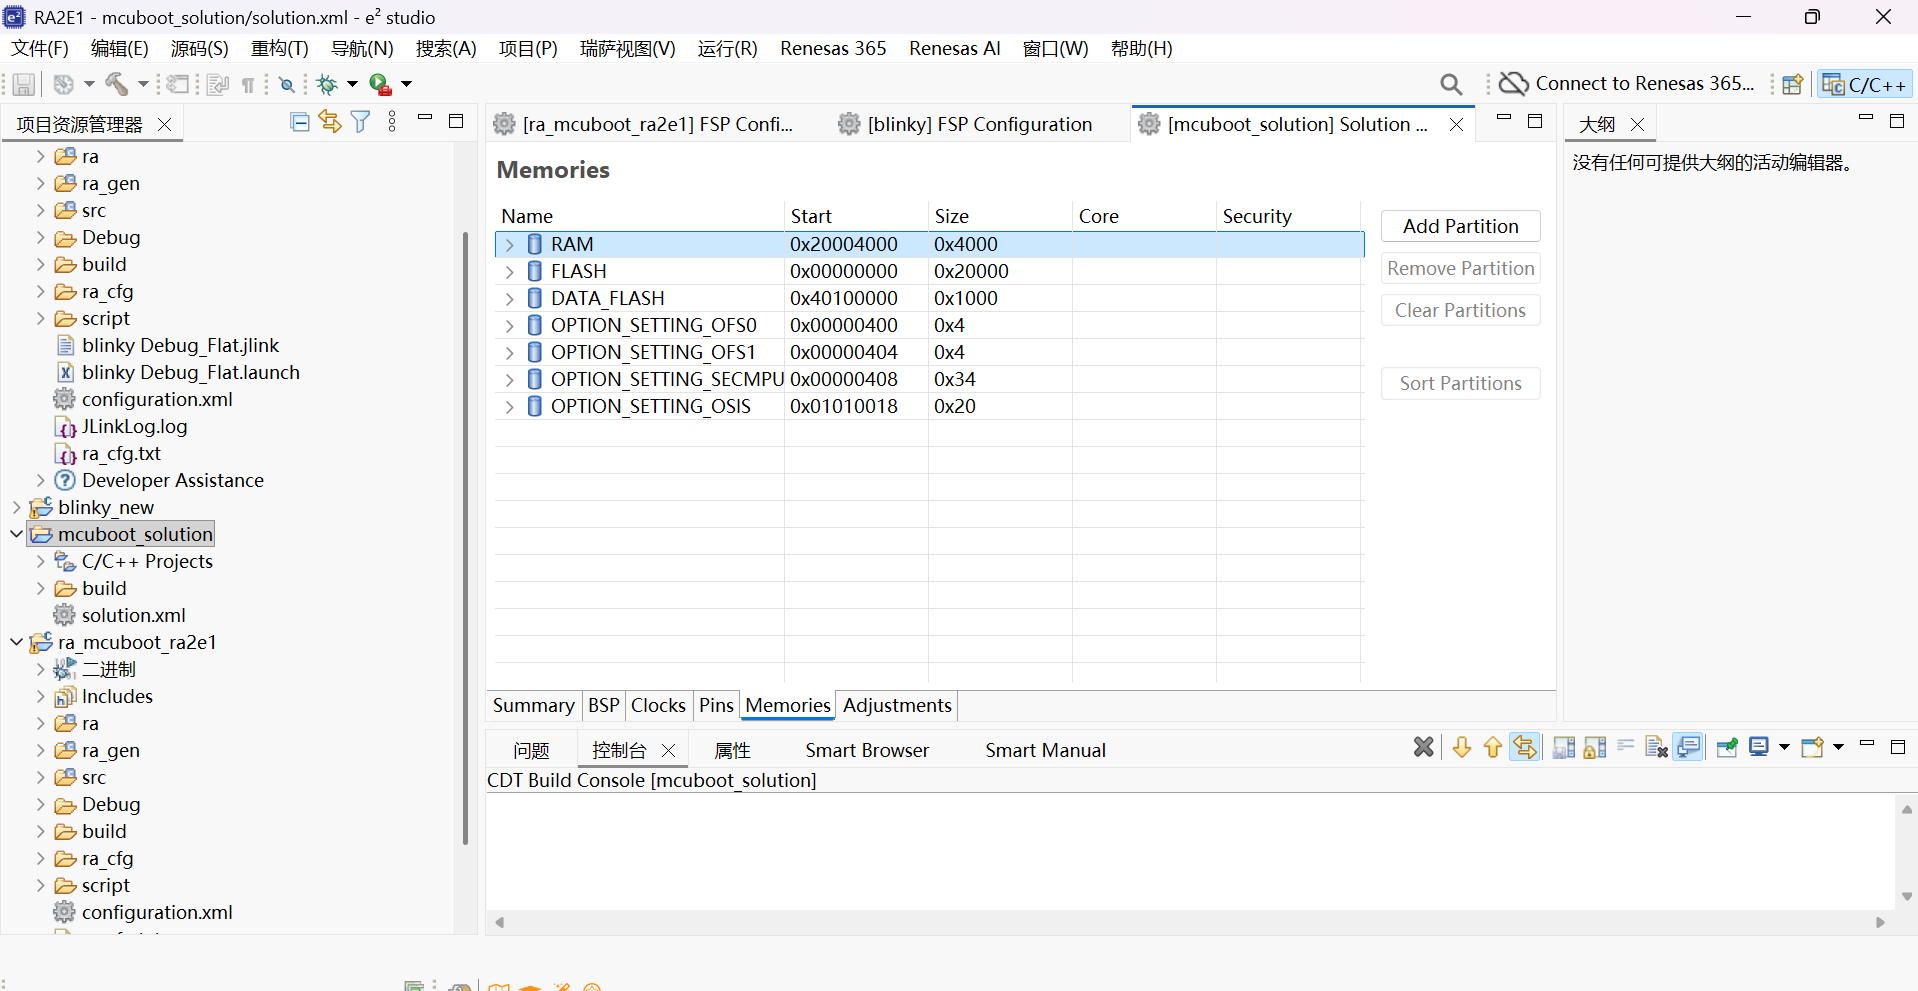 RA2E1 - mcuboot_solution/solution.xml - e² studio
文件(F) 编辑(E) 源码(S) 重构(T) 导航(N) 搜索(A) 项目(P) 瑞萨视图(V) 运行(R) Renesas 365 Renesas AI 窗口(W) 帮助(H)
Connect to Renesas 365... C/C++
项目资源管理器
ra
ra_gen
src
Debug
build
ra_cfg
script
blinky Debug_Flat.jlink
blinky Debug_Flat.launch
configuration.xml
JLinkLog.log
ra_cfg.txt
Developer Assistance
blinky_new
mcuboot_solution
C/C++ Projects
build
solution.xml
ra_mcuboot_ra2e1
二进制
Includes
ra
ra_gen
src
Debug
build
ra_cfg
script
configuration.xml
[ra_mcuboot_ra2e1] FSP Confi... [blinky] FSP Configuration [mcuboot_solution] Solution ...
Memories
Name Start Size Core Security
RAM 0x20004000 0x4000
FLASH 0x00000000 0x20000
DATA_FLASH 0x40100000 0x1000
OPTION_SETTING_OFS0 0x00000400 0x4
OPTION_SETTING_OFS1 0x00000404 0x4
OPTION_SETTING_SECMPU 0x00000408 0x34
OPTION_SETTING_OSIS 0x01010018 0x20
Add Partition
Remove Partition
Clear Partitions
Sort Partitions
Summary BSP Clocks Pins Memories Adjustments
大纲
没有任何可提供大纲的活动编辑器。
问题 控制台 属性 Smart Browser Smart Manual
CDT Build Console [mcuboot_solution]